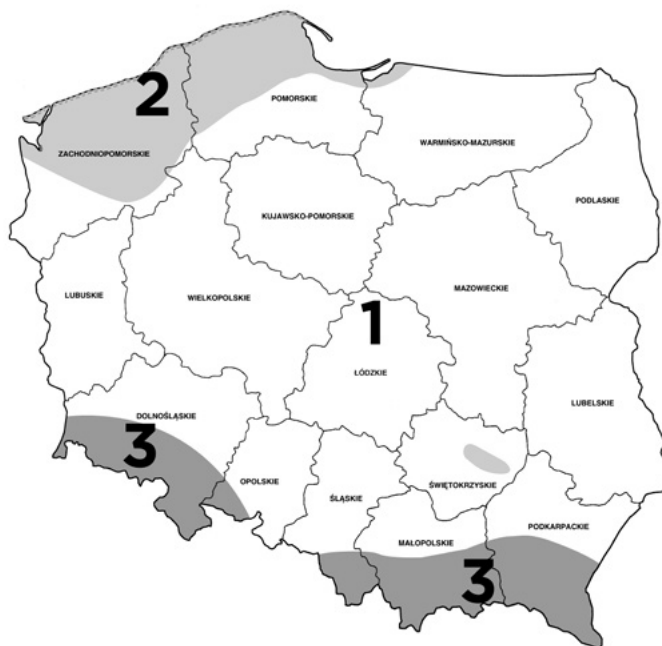 2
POMORSKIE
ZACHODNIOPOMORSKIE
WARMIŃSKO-MAZURSKIE
PODLASKIE
KUJAWSKO-POMORSKIE
LUBUSKIE
WIELKOPOLSKIE
MAZOWIECKIE
1
ŁÓDZKIE
LUBELSKIE
DOLNOŚLĄSKIE
3
OPOLSKIE
ŚLĄSKIE
ŚWIĘTOKRZYSKIE
MAŁOPOLSKIE
PODKARPACKIE
3